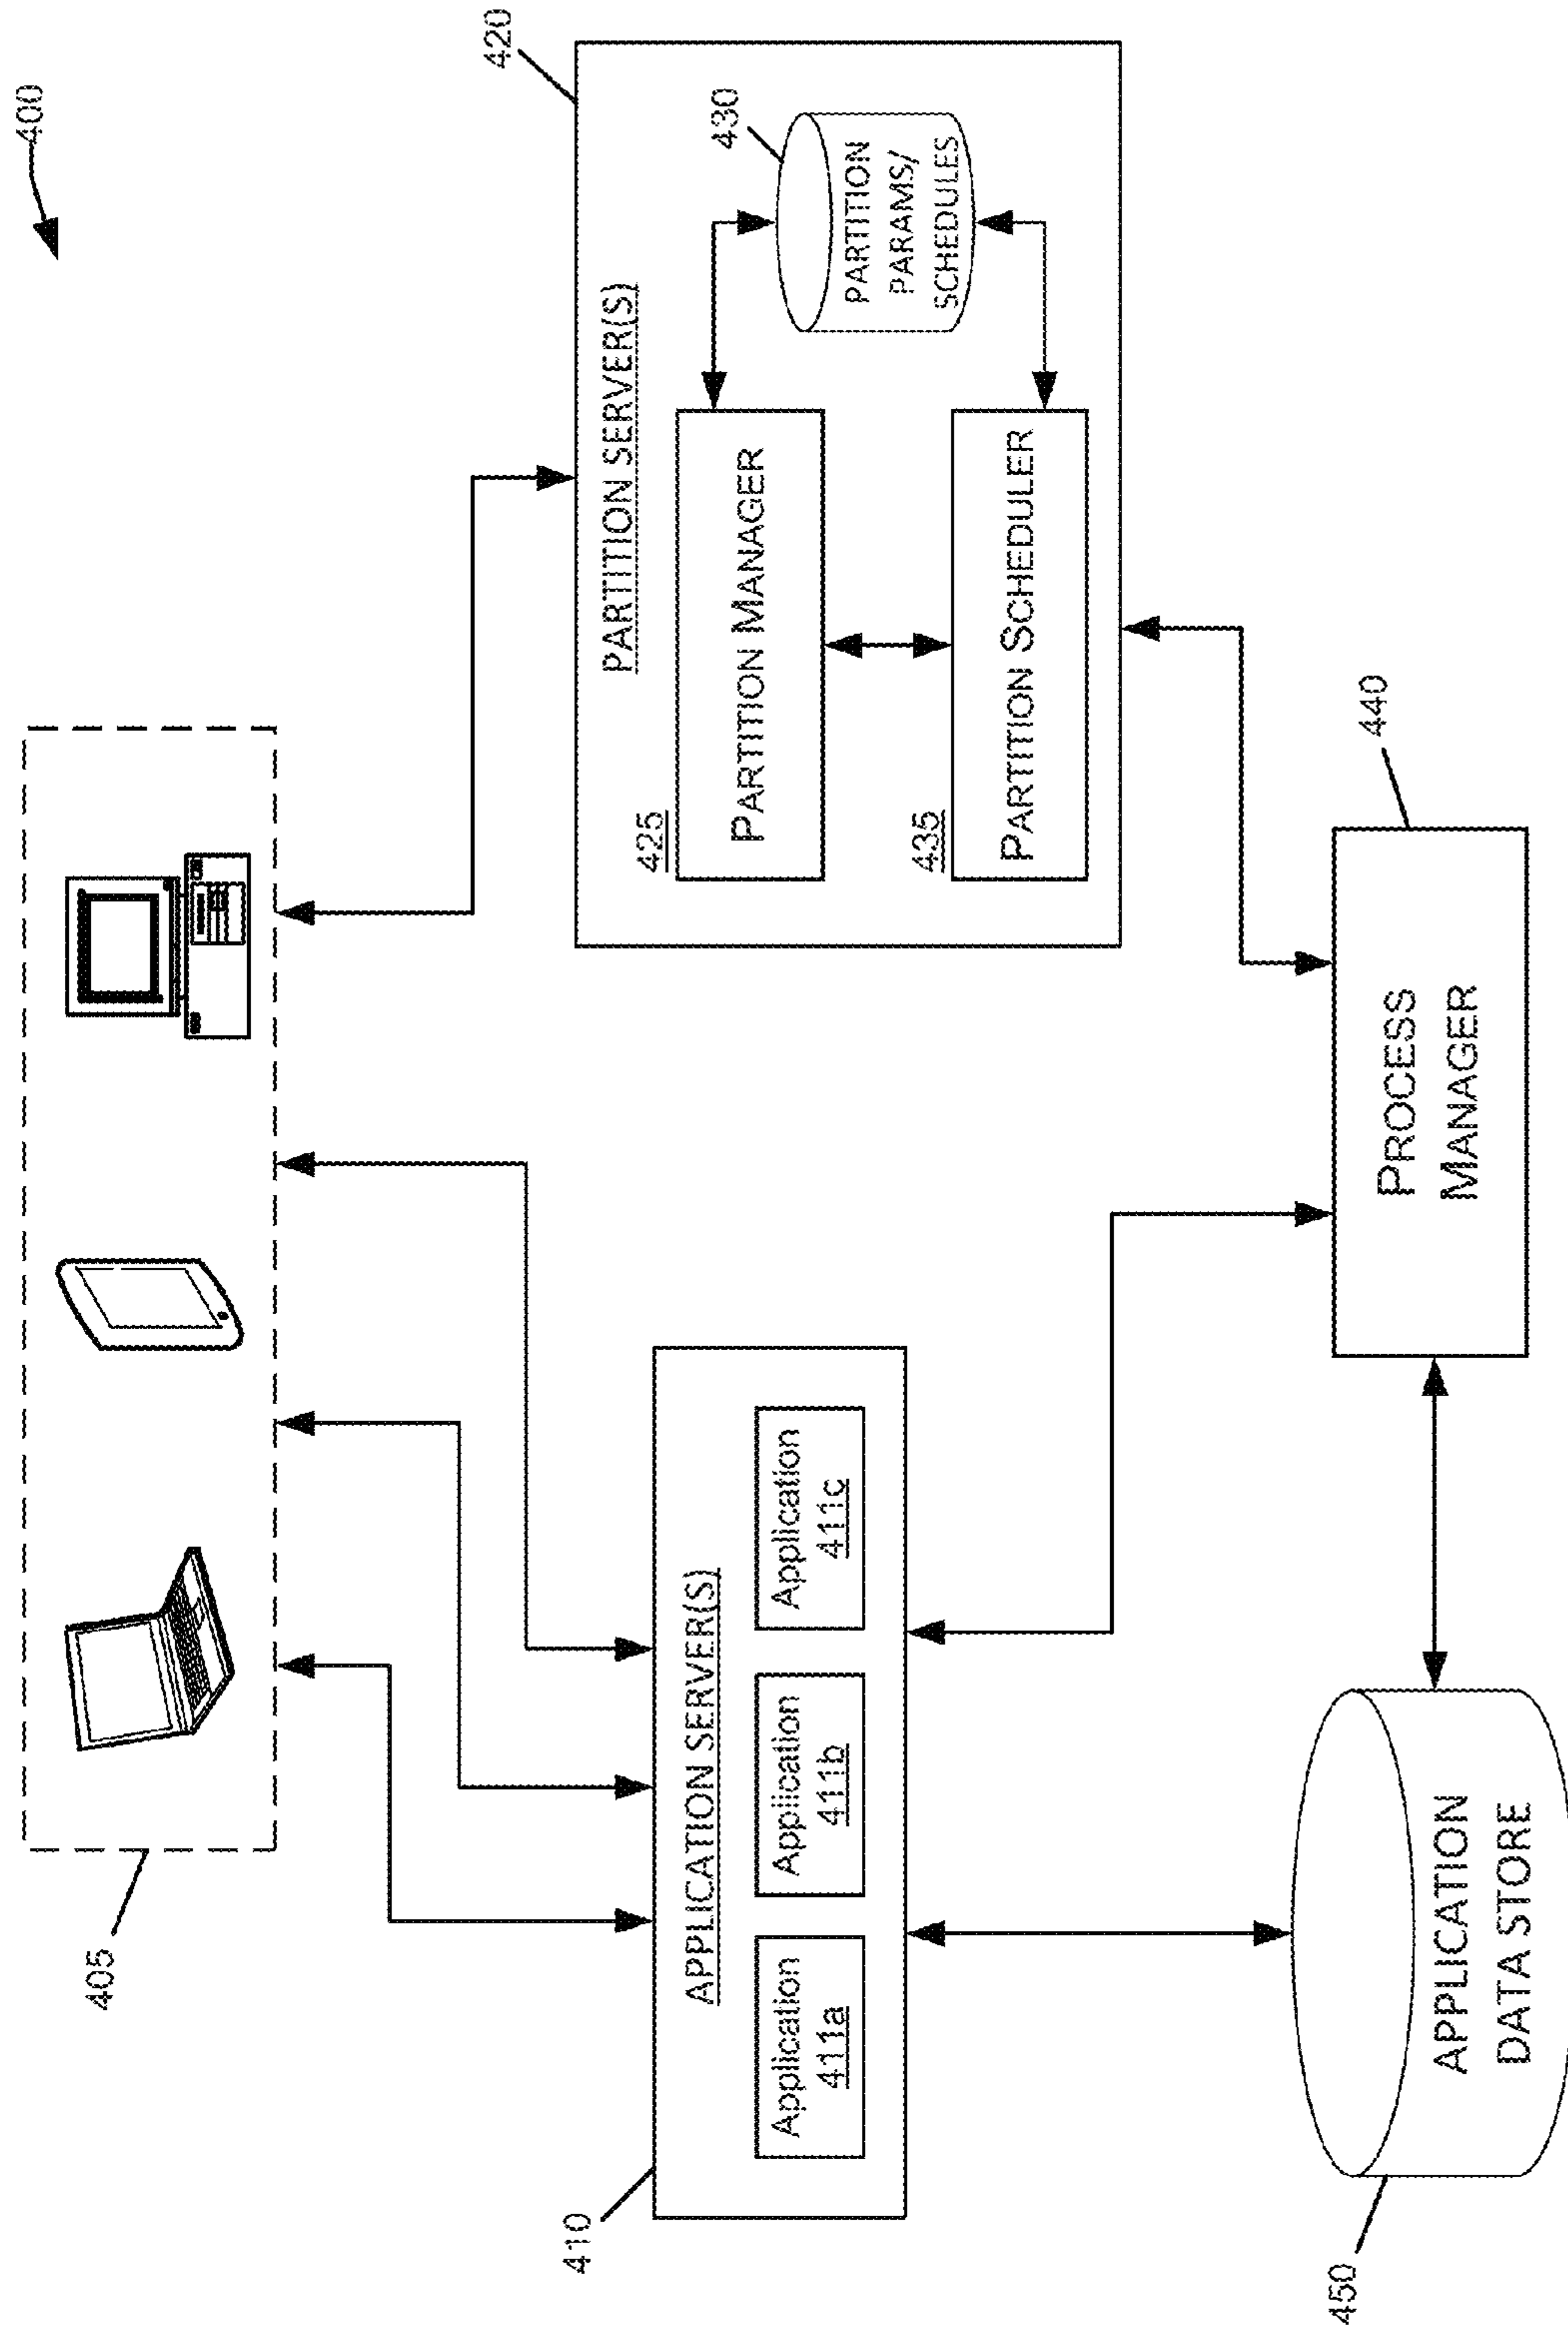 400
405
420
PARTITION SERVER(S)
425
PARTITION MANAGER
430
PARTITION
PARAMS/
SCHEDULES
435
PARTITION SCHEDULER
410
APPLICATION SERVER(S)
Application
411a
Application
411b
Application
411c
440
PROCESS
MANAGER
450
APPLICATION
DATA STORE